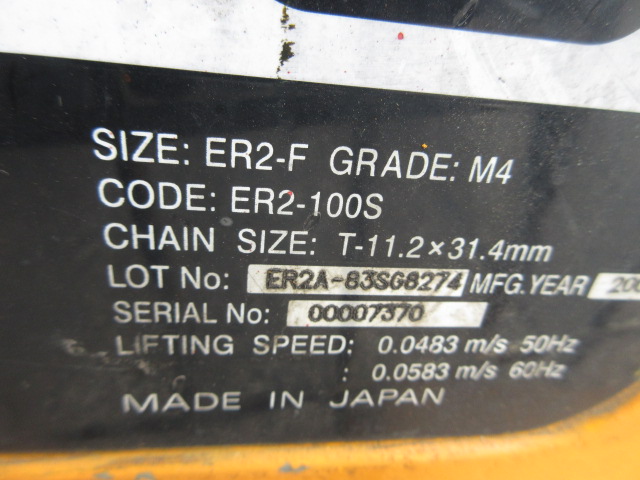 SIZE: ER2-F GRADE: M4
CODE: ER2-100S
CHAIN SIZE: T-11.2×31.4mm
LOT No: ER2A-83SG8274 MFG. YEAR
SERIAL No: 00007370
LIFTING SPEED: 0.0483 m/s 50Hz
: 0.0583 m/s 60Hz
MADE IN JAPAN